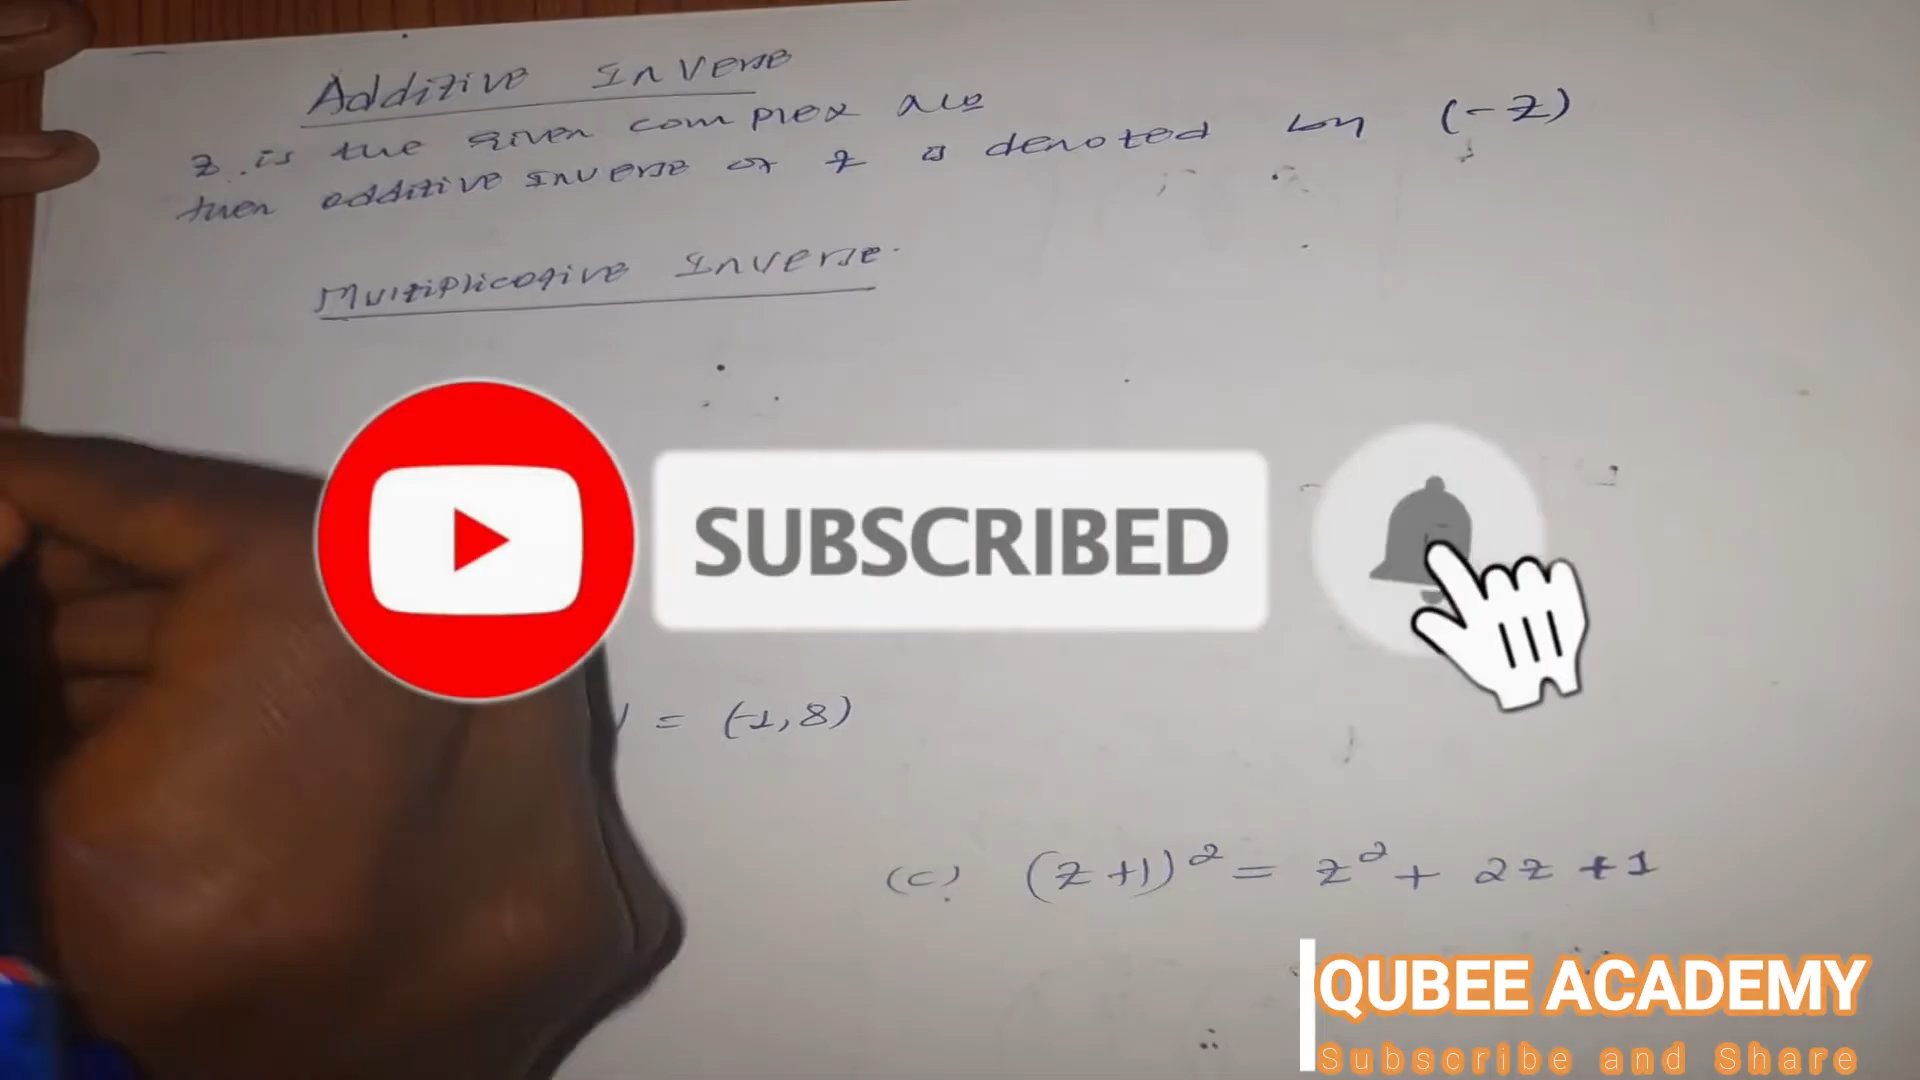 Additive Inverse
z is the given complex no
then additive inverse of z is denoted by (-z)
Multiplicative Inverse.
SUBSCRIBED
= (-1,8)
(c) (z+1)² = z² + 2z + 1
QUBEE ACADEMY
Subscribe and Share